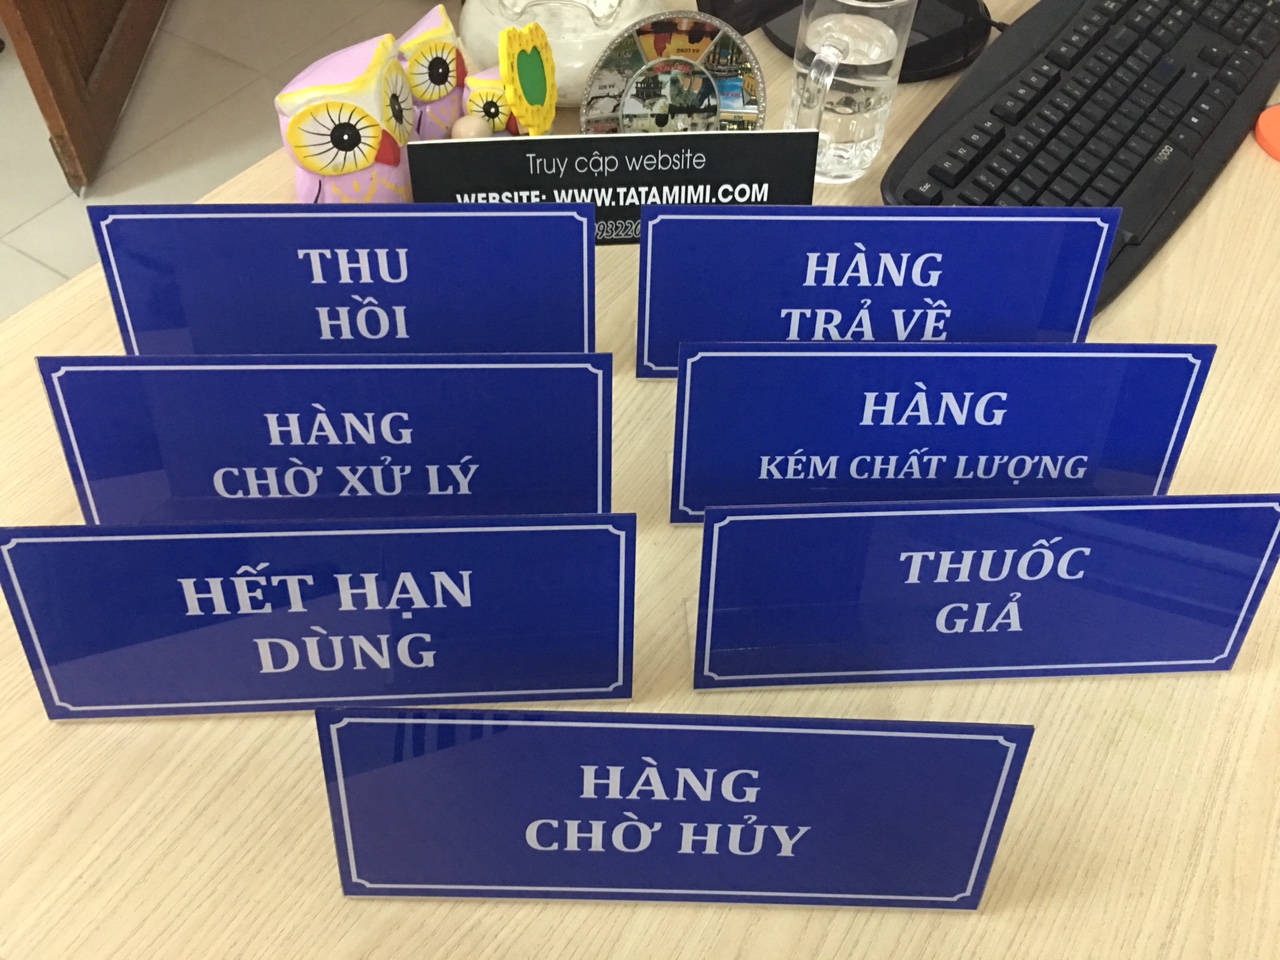 Truy cập website
WEBSITE: WWW.TATAMIMI.COM
THU
HỒI
HÀNG
TRẢ VỀ
HÀNG
CHỜ XỬ LÝ
HÀNG
KÉM CHẤT LƯỢNG
HẾT HẠN
DÙNG
THUỐC
GIẢ
HÀNG
CHỜ HỦY